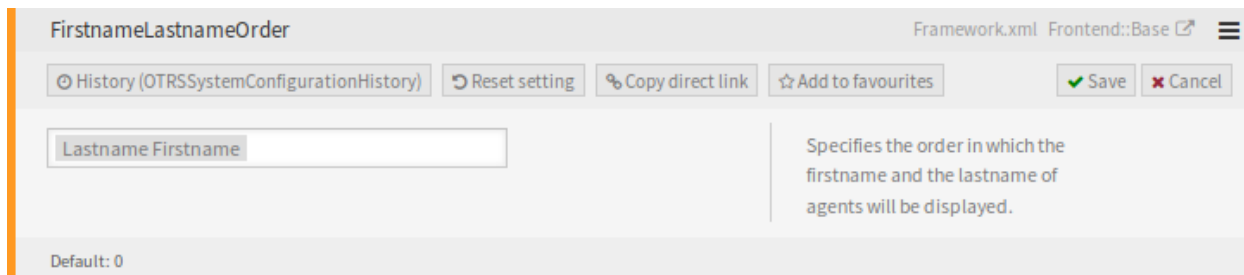 FirstnameLastnameOrder Framework.xml Frontend::Base
History (OTRSSystemConfigurationHistory) Reset setting Copy direct link Add to favourites Save Cancel
Lastname Firstname
Specifies the order in which the
firstname and the lastname of
agents will be displayed.
Default: 0